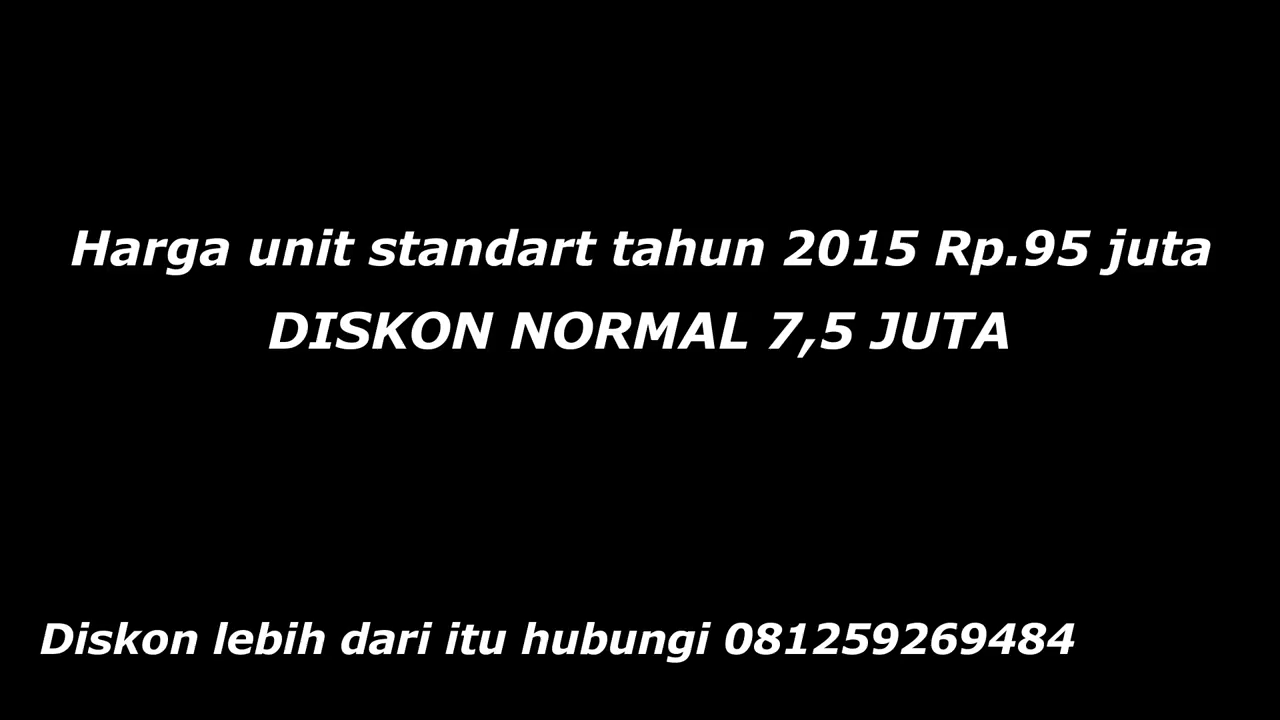 Harga unit standart tahun 2015 Rp.95 juta
DISKON NORMAL 7,5 JUTA
Diskon lebih dari itu hubungi 081259269484